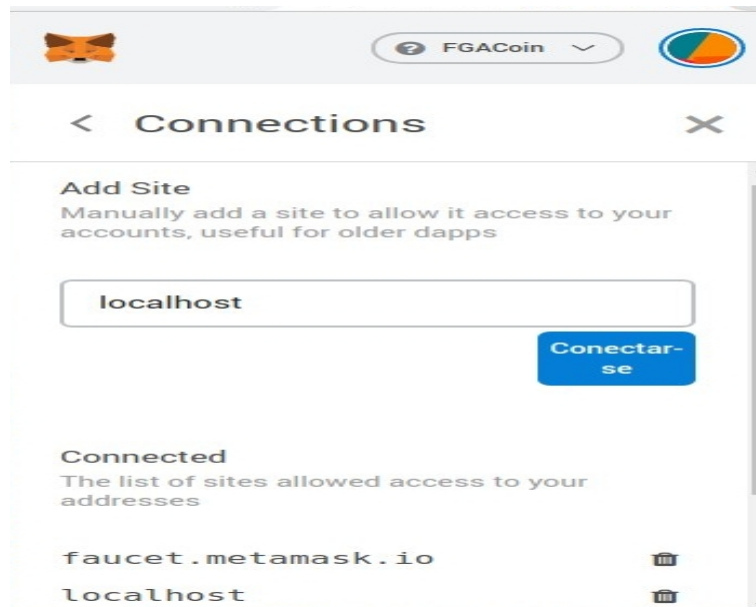 FGACoin
Connections
Add Site
Manually add a site to allow it access to your
accounts, useful for older dapps
localhost
Conectar-
se
Connected
The list of sites allowed access to your
addresses
faucet.metamask.io
localhost